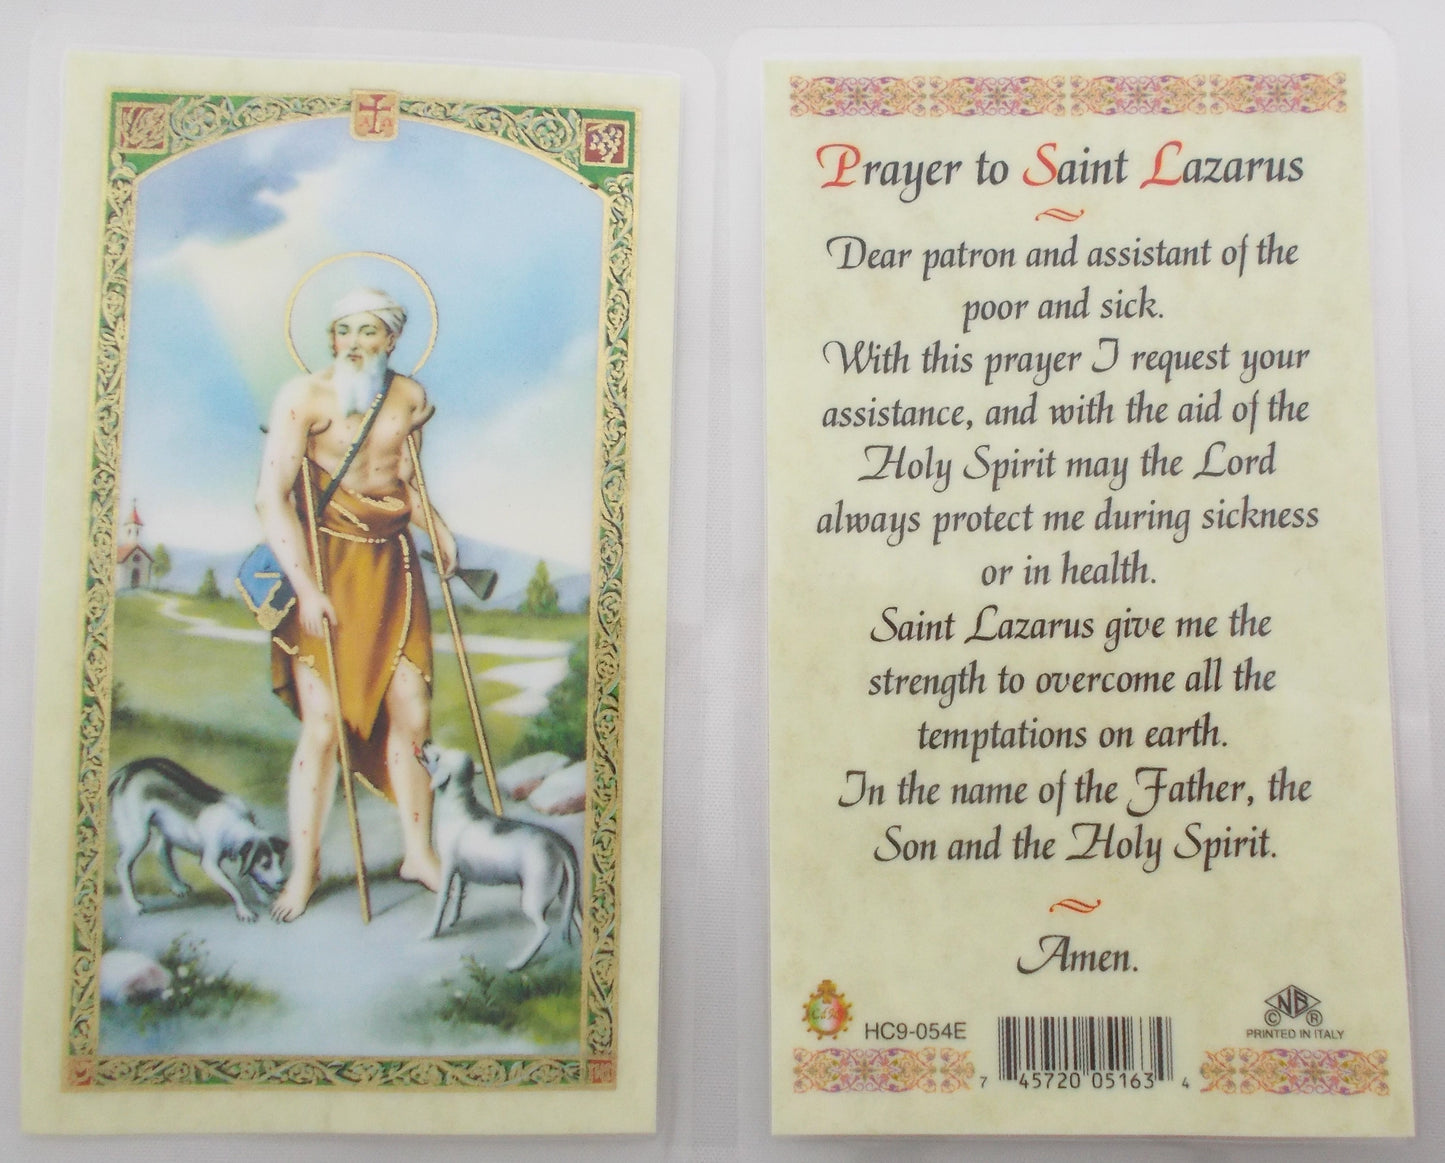 Prayer to Saint Lazarus
Dear patron and assistant of the
poor and sick.
With this prayer I request your
assistance, and with the aid of the
Holy Spirit may the Lord
always protect me during sickness
or in health.
Saint Lazarus give me the
strength to overcome all the
temptations on earth.
In the name of the Father, the
Son and the Holy Spirit.
Amen.
HC9-054E
7 45720 05163 4
© NB ®
PRINTED IN ITALY